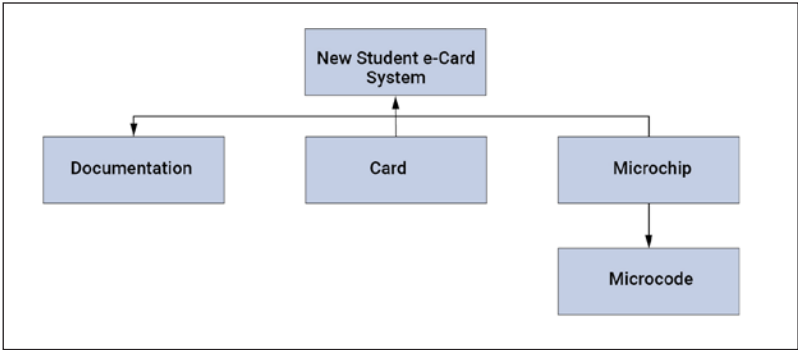 New Student e-Card
System
Documentation
Card
Microchip
Microcode